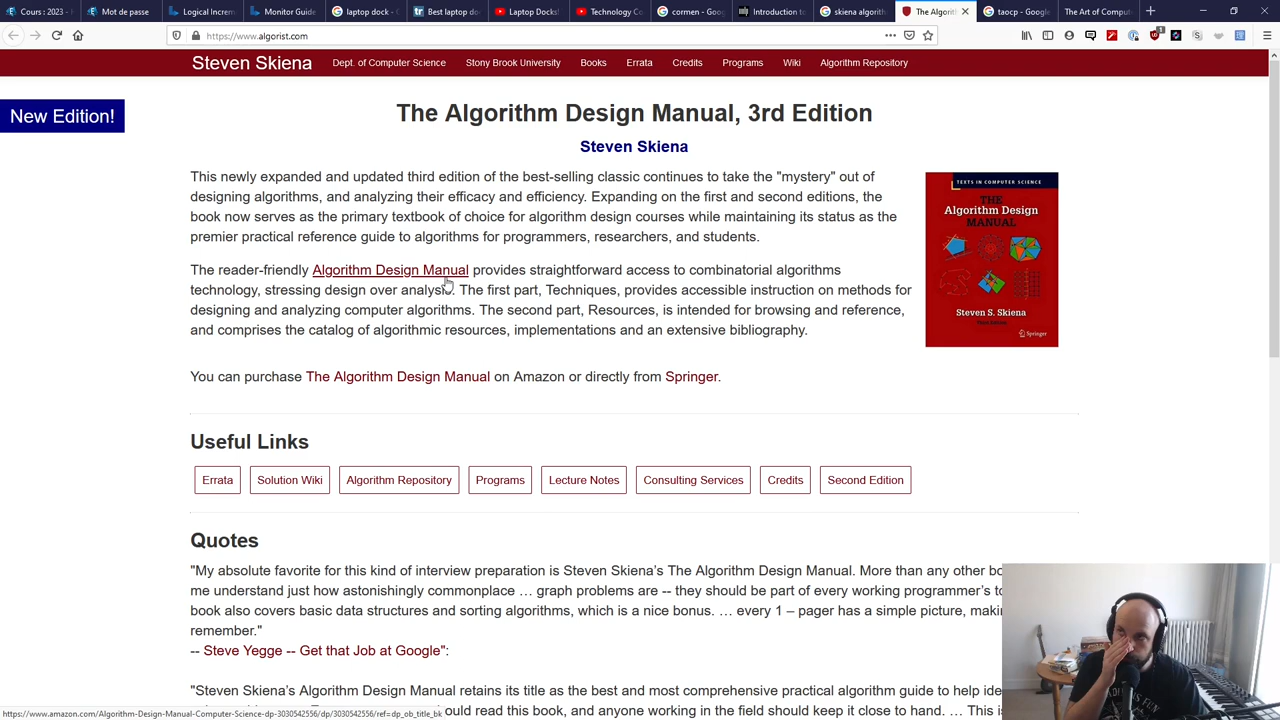 Cours : 2023 -
Mot de passe
Logical Increm
Monitor Guide
laptop dock - G
Best laptop do
Laptop Docks!
Technology Co
cormen - Goog
Introduction to
skiena algorith
The Algorit
taocp - Google
The Art of Comput
https://www.algorist.com
Steven Skiena
Dept. of Computer Science
Stony Brook University
Books
Errata
Credits
Programs
Wiki
Algorithm Repository
New Edition!
The Algorithm Design Manual, 3rd Edition
Steven Skiena
This newly expanded and updated third edition of the best-selling classic continues to take the "mystery" out of
designing algorithms, and analyzing their efficacy and efficiency. Expanding on the first and second editions, the
book now serves as the primary textbook of choice for algorithm design courses while maintaining its status as the
premier practical reference guide to algorithms for programmers, researchers, and students.
The reader-friendly Algorithm Design Manual provides straightforward access to combinatorial algorithms
technology, stressing design over analysis. The first part, Techniques, provides accessible instruction on methods for
designing and analyzing computer algorithms. The second part, Resources, is intended for browsing and reference,
and comprises the catalog of algorithmic resources, implementations and an extensive bibliography.
TEXTS IN COMPUTER SCIENCE
THE
Algorithm Design
MANUAL
Steven S. Skiena
Springer
You can purchase The Algorithm Design Manual on Amazon or directly from Springer.
Useful Links
Errata
Solution Wiki
Algorithm Repository
Programs
Lecture Notes
Consulting Services
Credits
Second Edition
Quotes
"My absolute favorite for this kind of interview preparation is Steven Skiena's The Algorithm Design Manual. More than any other bo
me understand just how astonishingly commonplace … graph problems are -- they should be part of every working programmer's to
book also covers basic data structures and sorting algorithms, which is a nice bonus. … every 1 – pager has a simple picture, maki
remember."
-- Steve Yegge -- Get that Job at Google":
"Steven Skiena's Algorithm Design Manual retains its title as the best and most comprehensive practical algorithm guide to help ide
ould read this book, and anyone working in the field should keep it close to hand. … This is
https://www.amazon.com/Algorithm-Design-Manual-Computer-Science-dp-3030542556/dp/3030542556/ref=dp_ob_title_bk